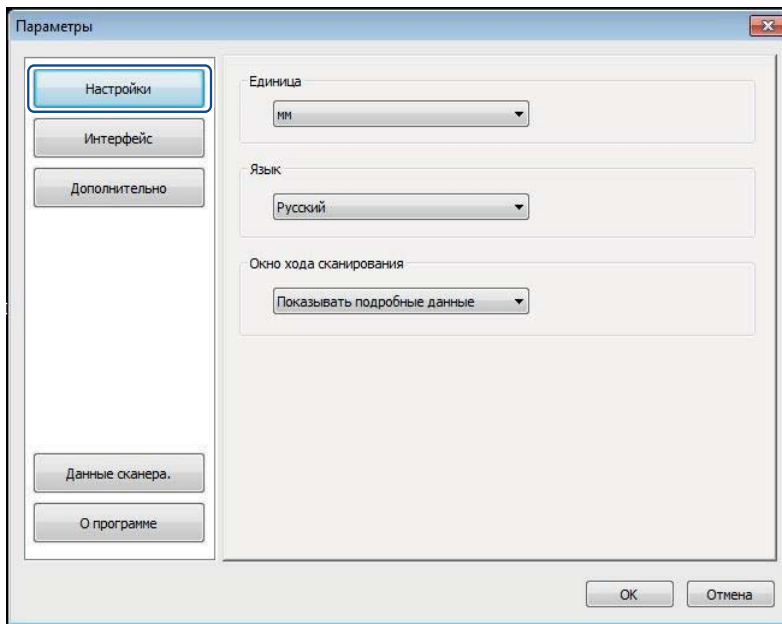 Параметры
Настройки
Интерфейс
Дополнительно
Данные сканера.
О программе
Единица
мм
Язык
Русский
Окно хода сканирования
Показывать подробные данные
OK
Отмена